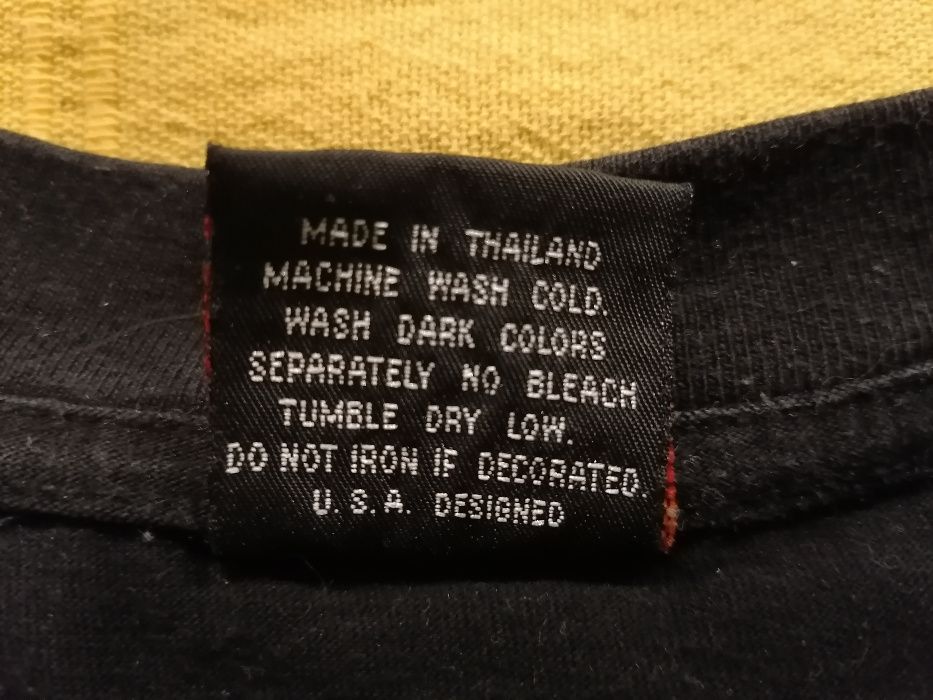 MADE IN THAILAND
MACHINE WASH COLD.
WASH DARK COLORS
SEPARATELY NO BLEACH
TUMBLE DRY LOW.
DO NOT IRON IF DECORATED.
U.S.A. DESIGNED